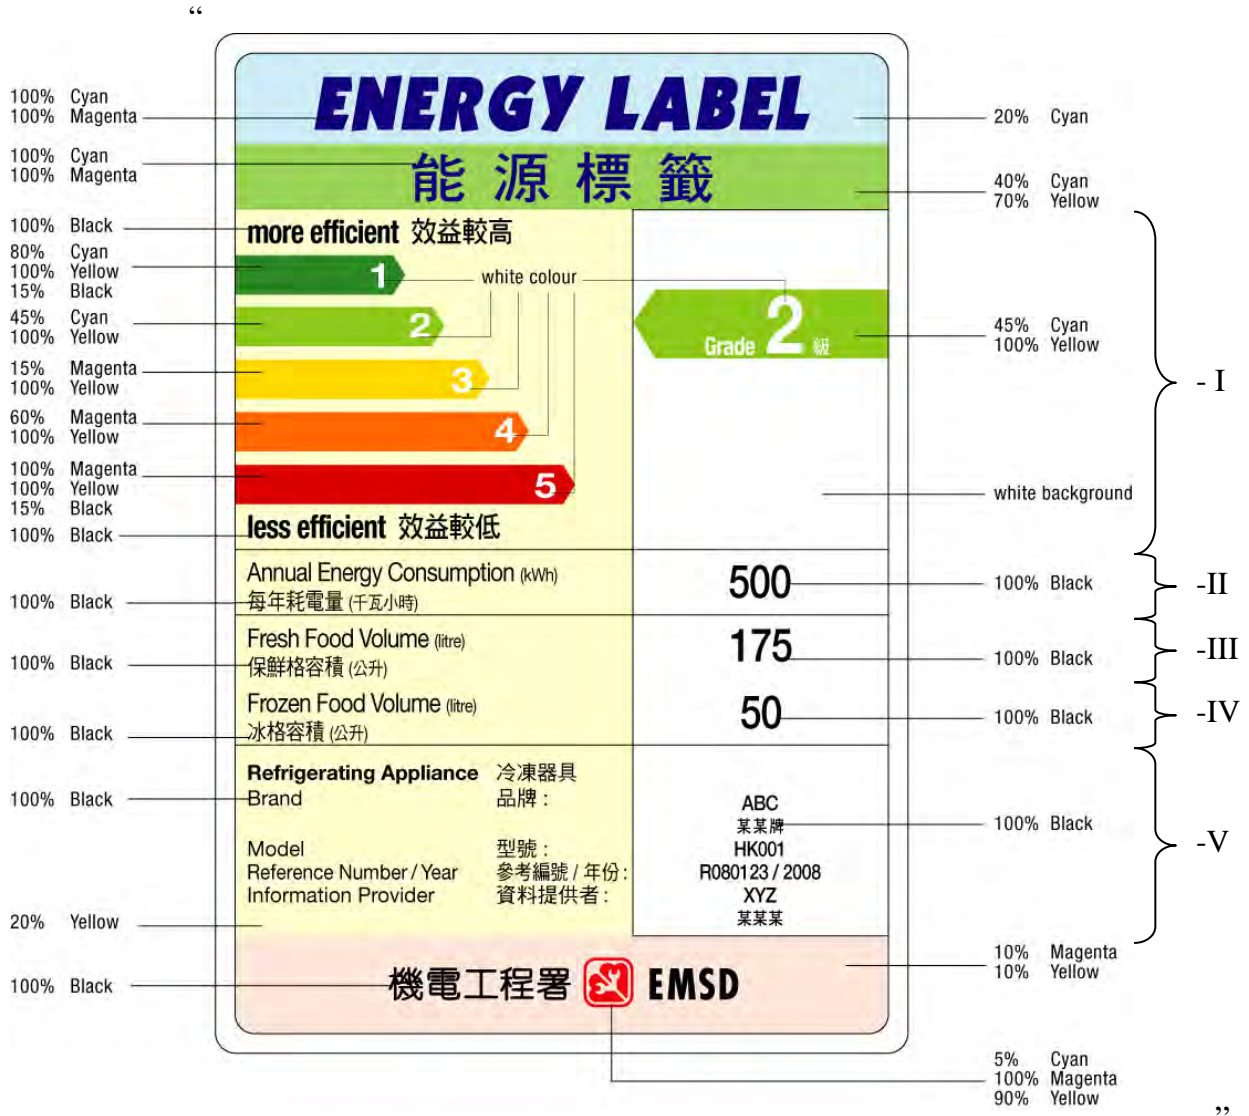 “
ENERGY LABEL
100% Cyan
100% Magenta
20% Cyan
能源標籤
100% Cyan
100% Magenta
40% Cyan
70% Yellow
100% Black
more efficient 效益較高
80% Cyan
100% Yellow
15% Black
1
white colour
45% Cyan
100% Yellow
2
Grade 2 級
45% Cyan
100% Yellow
15% Magenta
100% Yellow
3
- I
60% Magenta
100% Yellow
4
100% Magenta
100% Yellow
15% Black
5
white background
100% Black
less efficient 效益較低
Annual Energy Consumption (kWh)
每年耗電量 (千瓦小時)
100% Black
500
100% Black
-II
Fresh Food Volume (litre)
保鮮格容積 (公升)
100% Black
175
100% Black
-III
Frozen Food Volume (litre)
冰格容積 (公升)
100% Black
50
100% Black
-IV
Refrigerating Appliance 冷凍器具
100% Black
Brand 品牌 :
ABC
某某牌
100% Black
-V
Model 型號 :
HK001
Reference Number / Year 參考編號 / 年份 :
R080123 / 2008
Information Provider 資料提供者 :
XYZ
某某某
20% Yellow
10% Magenta
10% Yellow
100% Black
機電工程署 EMSD
5% Cyan
100% Magenta
90% Yellow
”